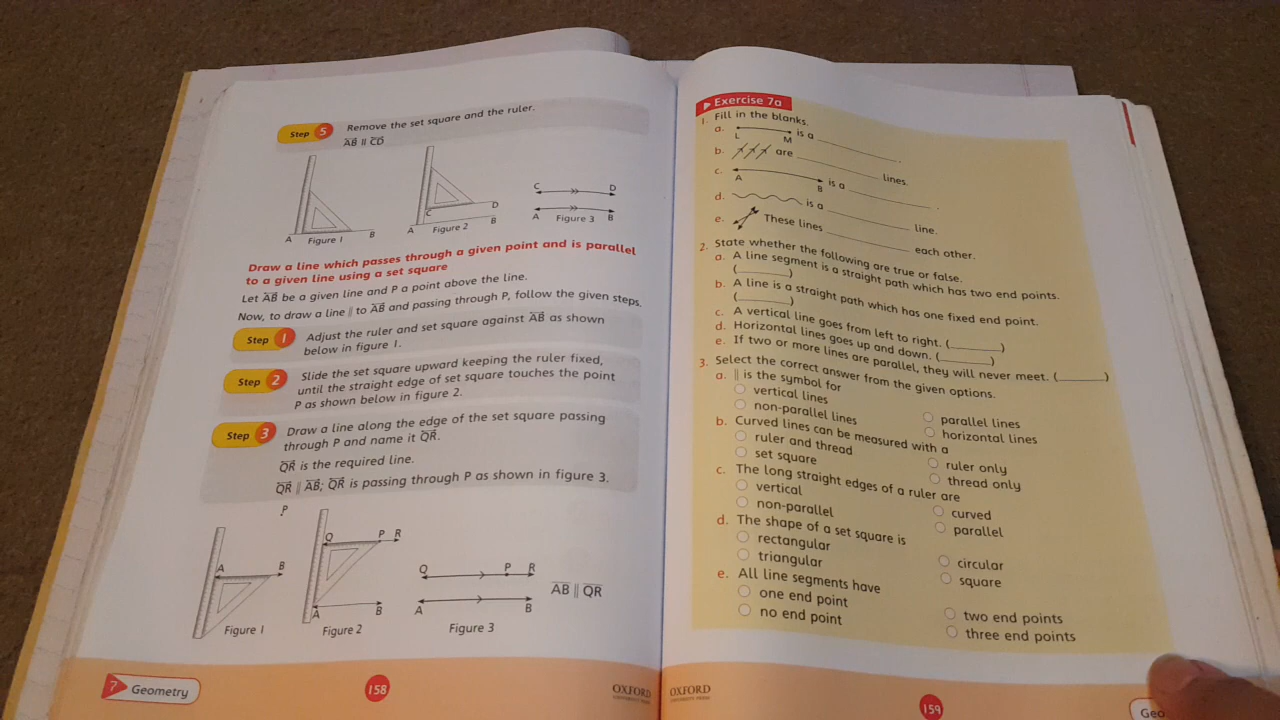 Step 5 Remove the set square and the ruler.
AB || CD
A Figure 1 B
A Figure 2 B C D
C D
A Figure 3 B
Draw a line which passes through a given point and is parallel
to a given line using a set square
Let AB be a given line and P a point above the line.
Now, to draw a line || to AB and passing through P, follow the given steps.
Step 1 Adjust the ruler and set square against AB as shown
below in figure 1.
Step 2 Slide the set square upward keeping the ruler fixed,
until the straight edge of set square touches the point
P as shown below in figure 2.
Step 3 Draw a line along the edge of the set square passing
through P and name it QR.
QR is the required line.
QR || AB; QR is passing through P as shown in figure 3.
P
A B
Figure 1
Q P R
A B
Figure 2
Q P R
A B
Figure 3
AB || QR
7 Geometry
158
OXFORD
UNIVERSITY PRESS
Exercise 7a
1. Fill in the blanks.
a. L M is a ________.
b. are ________ lines.
c. A B is a ________.
d. is a ________ line.
e. These lines ________ each other.
2. State whether the following are true or false.
a. A line segment is a straight path which has two end points.
(________)
b. A line is a straight path which has one fixed end point.
(________)
c. A vertical line goes from left to right. (________)
d. Horizontal lines goes up and down. (________)
e. If two or more lines are parallel, they will never meet. (________)
3. Select the correct answer from the given options.
a. || is the symbol for
vertical lines parallel lines
non-parallel lines horizontal lines
b. Curved lines can be measured with a
ruler and thread ruler only
set square thread only
c. The long straight edges of a ruler are
vertical curved
non-parallel parallel
d. The shape of a set square is
rectangular circular
triangular square
e. All line segments have
one end point two end points
no end point three end points
OXFORD
UNIVERSITY PRESS
159
Geo